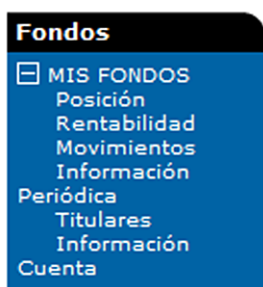 Fondos
MIS FONDOS
Posición
Rentabilidad
Movimientos
Información
Periódica
Titulares
Información
Cuenta